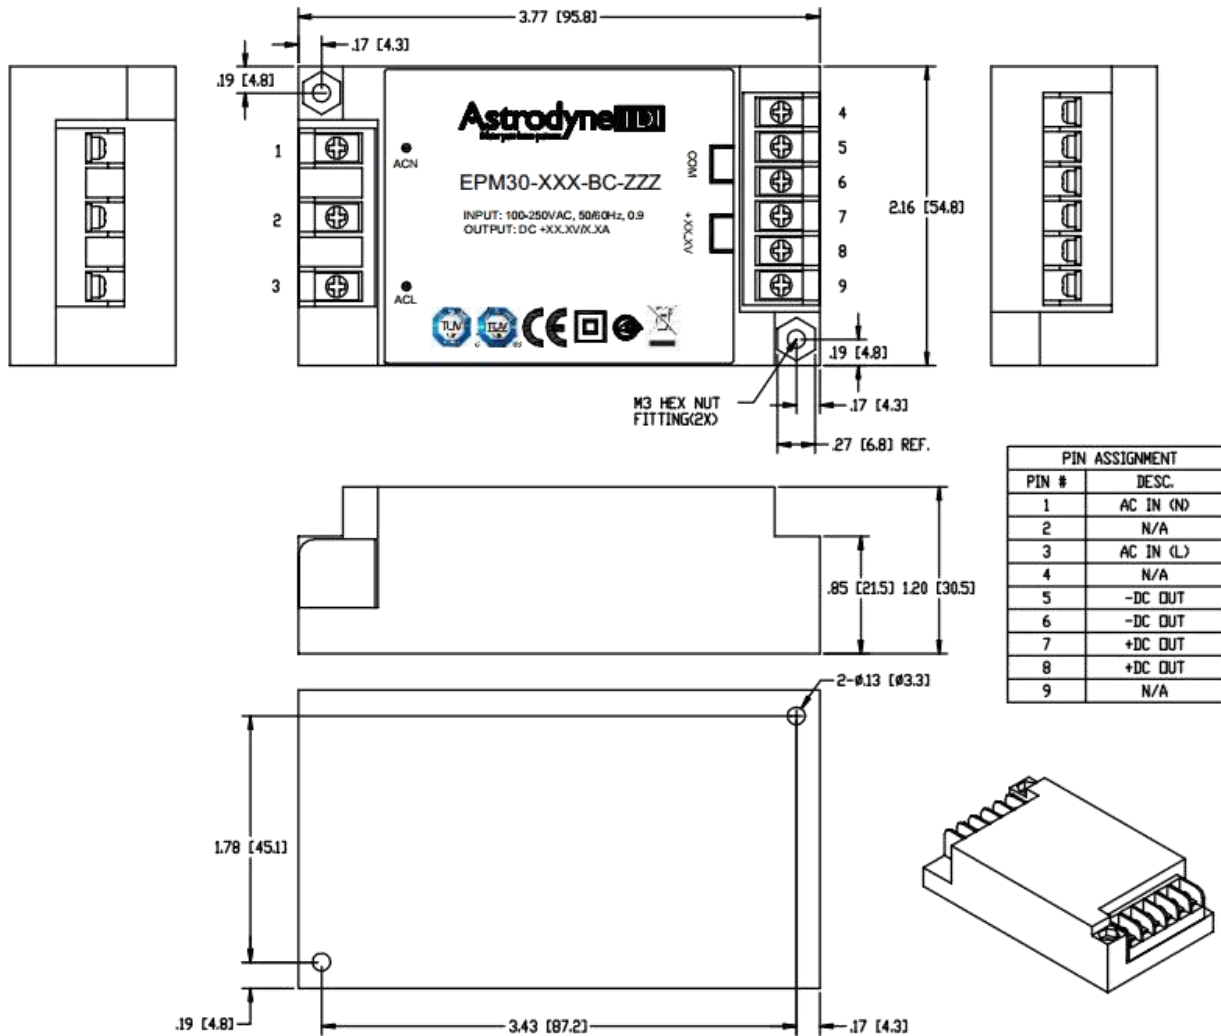 3.77 [95.8]
.17 [4.3]
.19 [4.8]
Astrodyne TDI
4
1
ACN
COM
5
EPM30-XXX-BC-ZZZ
6
2.16 [54.8]
INPUT: 100-250VAC, 50/60Hz, 0.9
2
7
OUTPUT: DC +XX.XV/X.XA
+XX.XV
8
3
ACL
9
TUV
TUV
CE
.19 [4.8]
M3 HEX NUT
FITTING(2X)
.17 [4.3]
.27 [6.8] REF.
PIN ASSIGNMENT
PIN # DESC.
1 AC IN (N)
2 N/A
3 AC IN (L)
4 N/A
5 -DC OUT
6 -DC OUT
7 +DC OUT
8 +DC OUT
9 N/A
.85 [21.5] 1.20 [30.5]
2-ø.13 [ø3.3]
1.78 [45.1]
.19 [4.8]
3.43 [87.2]
.17 [4.3]